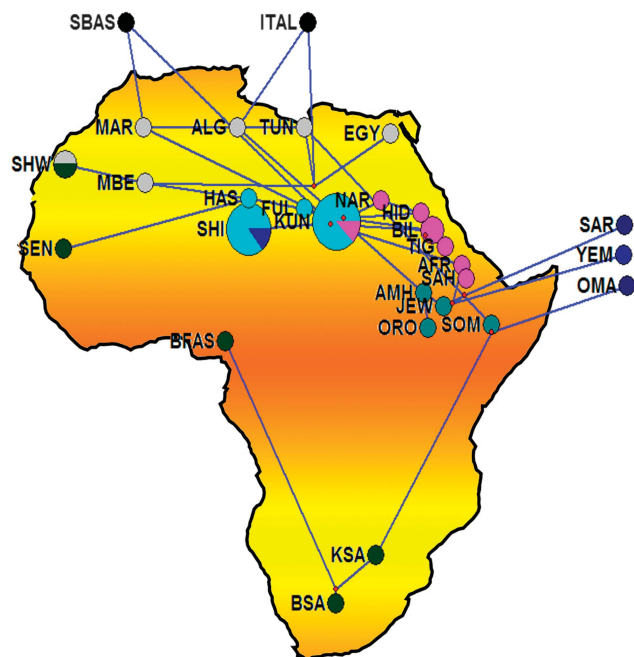 SBAS
ITAL
MAR
ALG
TUN
EGY
SHW
MBE
HAS
FUL
NAR
HID
KUN
SHI
BIL
TIG
SAR
SEN
AFR
SAH
YEM
AMH
JEW
OMA
ORO
SOM
BFAS
KSA
BSA